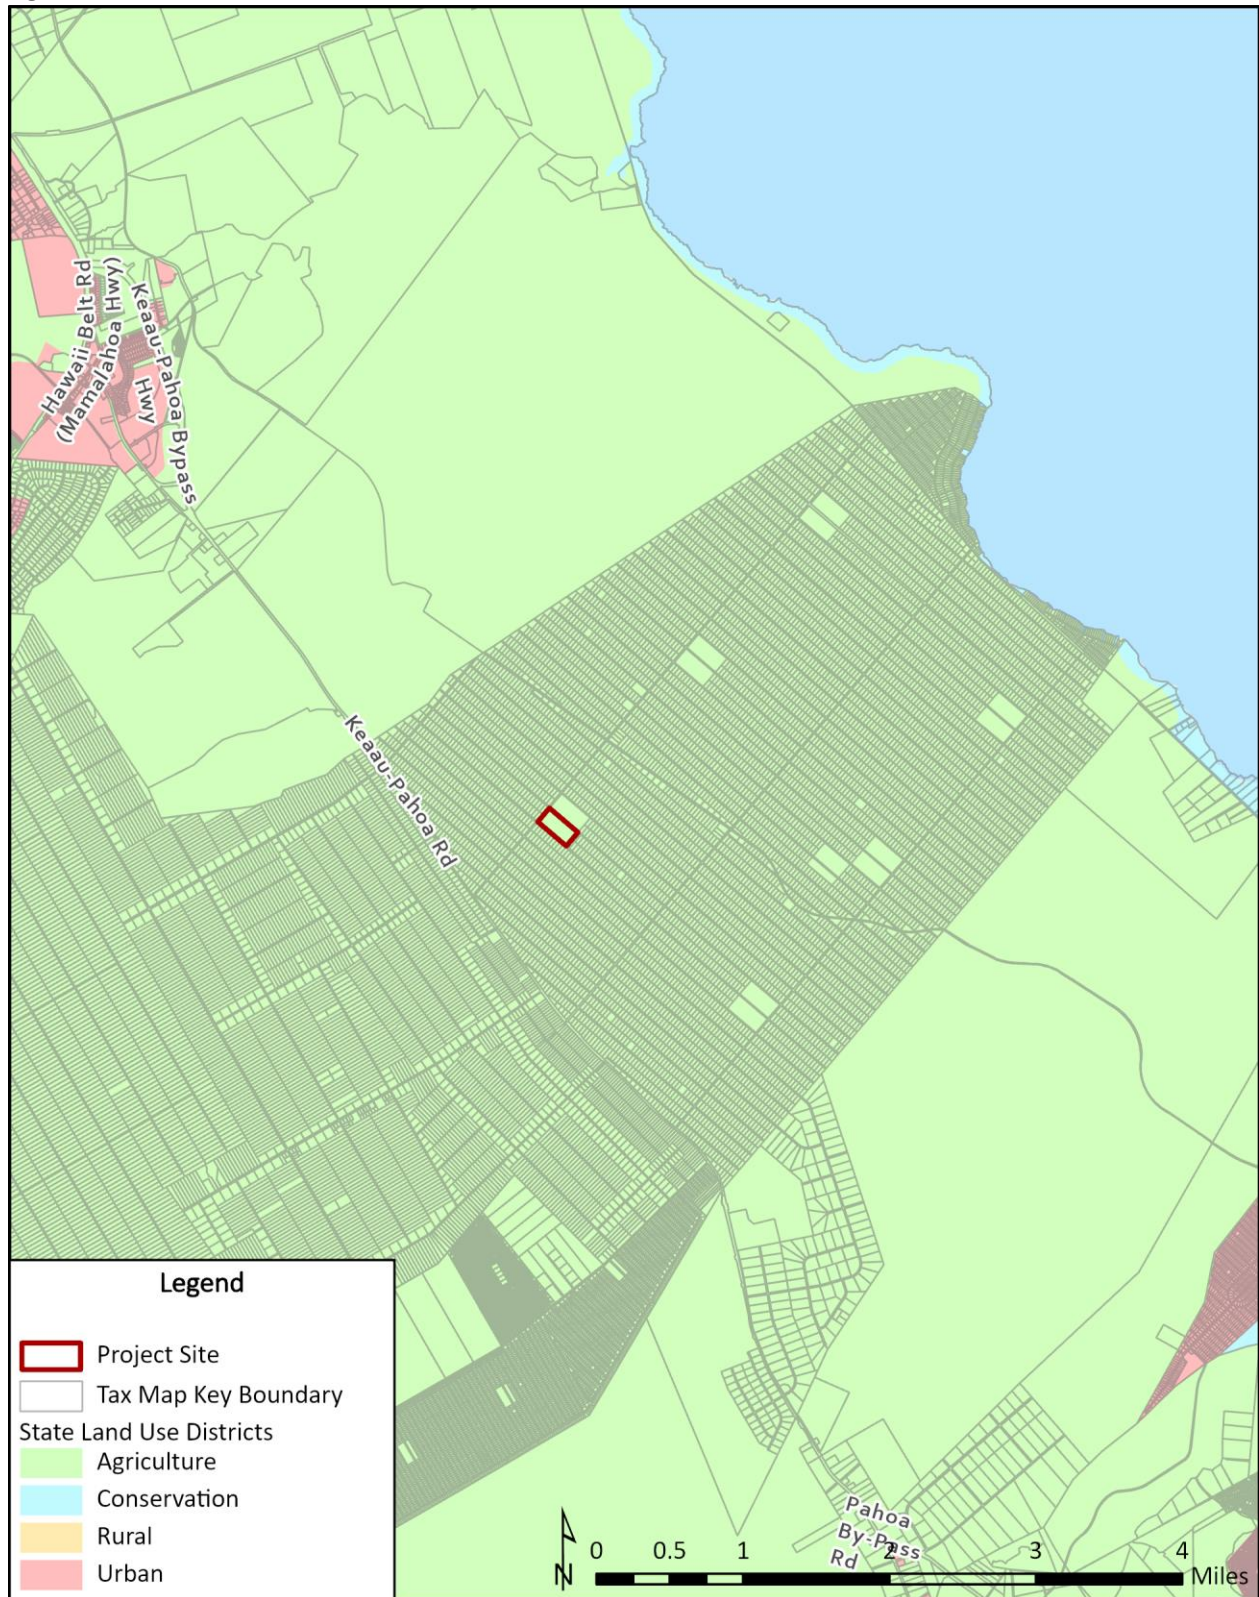 Hawaii Belt Rd
(Mamalahoa Hwy)
Keaau-Pahoa Bypass
Hwy
Keaau-Pahoa Rd
Legend
Project Site
Tax Map Key Boundary
State Land Use Districts
Agriculture
Conservation
Rural
Urban
Pahoa
By-Pass
Rd
N
0 0.5 1 2 3 4
Miles